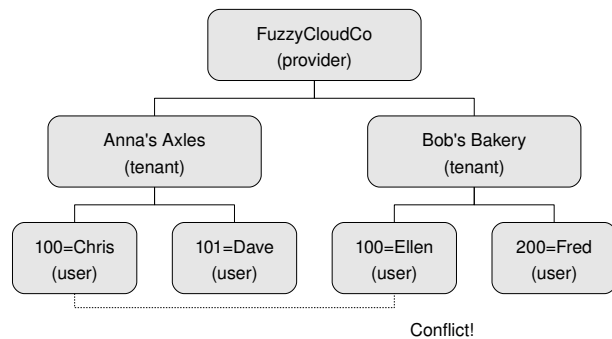 FuzzyCloudCo
(provider)
Anna's Axles
(tenant)
Bob's Bakery
(tenant)
100=Chris
(user)
101=Dave
(user)
100=Ellen
(user)
200=Fred
(user)
Conflict!